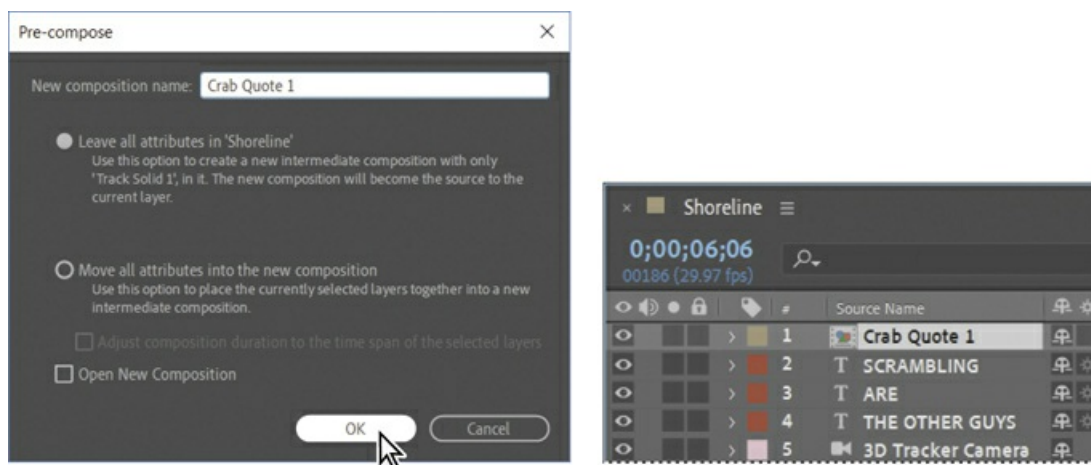 Pre-compose
New composition name: Crab Quote 1
Leave all attributes in 'Shoreline'
Use this option to create a new intermediate composition with only
'Track Solid 1', in it. The new composition will become the source to the
current layer.
Move all attributes into the new composition
Use this option to place the currently selected layers together into a new
intermediate composition.
Adjust composition duration to the time span of the selected layers
Open New Composition
OK Cancel
Shoreline
0;00;06;06
00186 (29.97 fps)
# Source Name
1 Crab Quote 1
2 T SCRAMBLING
3 T ARE
4 T THE OTHER GUYS
5 3D Tracker Camera